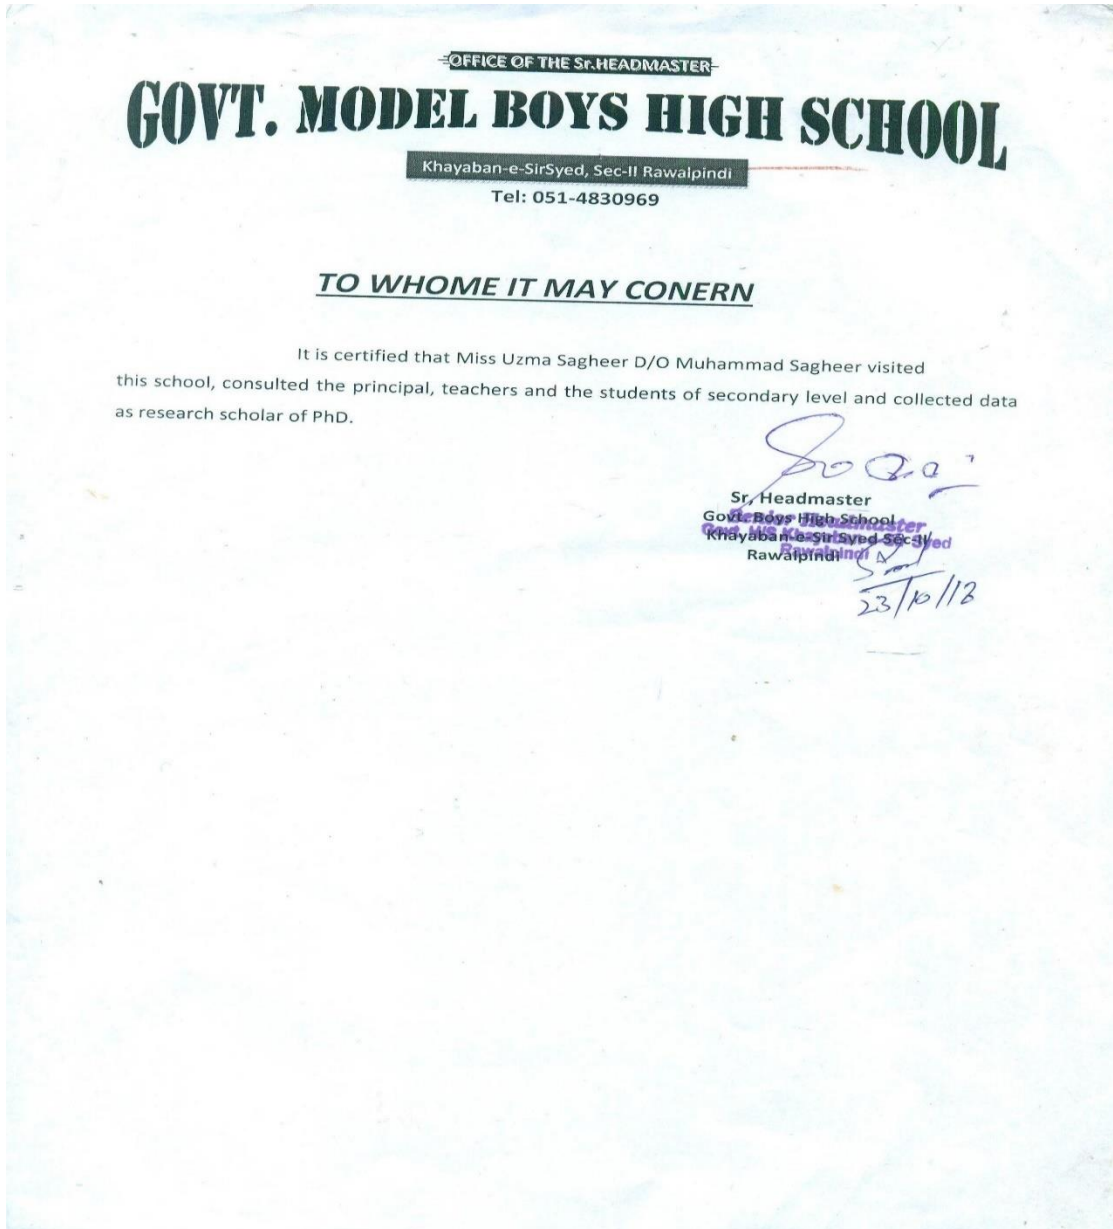 OFFICE OF THE Sr.HEADMASTER
GOVT. MODEL BOYS HIGH SCHOOL
Khayaban-e-SirSyed, Sec-II Rawalpindi
Tel: 051-4830969
TO WHOME IT MAY CONERN
It is certified that Miss Uzma Sagheer D/O Muhammad Sagheer visited
this school, consulted the principal, teachers and the students of secondary level and collected data
as research scholar of PhD.
Sr, Headmaster
Govt. Boys High School
Khayaban-e-Sir Syed Sec-II
Rawalpindi
Senior Headmaster
Rawalpindi